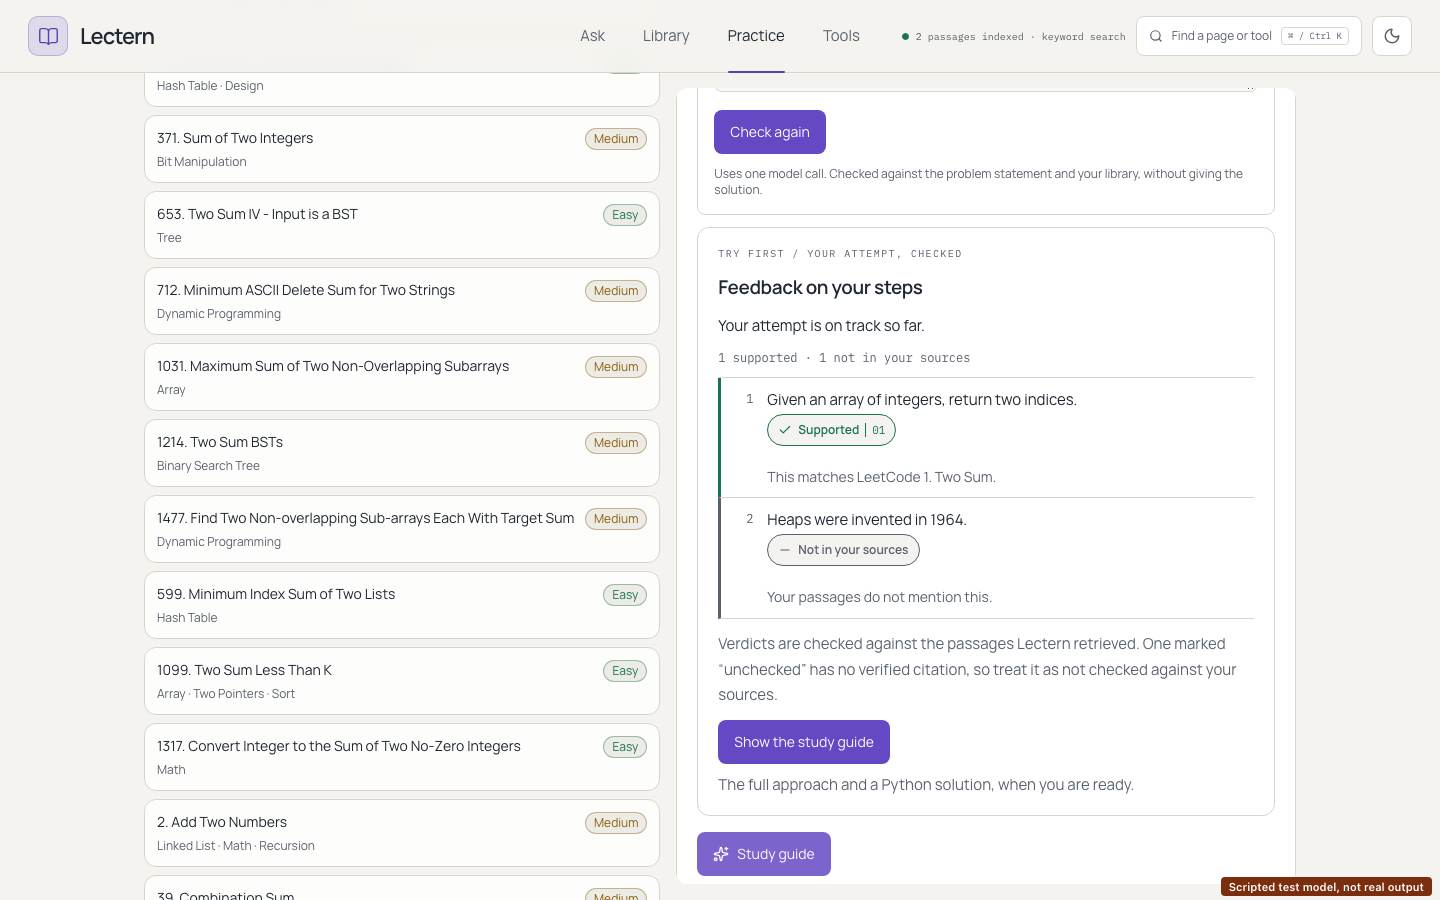 Lectern
Ask
Library
Practice
Tools
2 passages indexed · keyword search
Find a page or tool
⌘ / Ctrl K
Hash Table · Design
371. Sum of Two Integers
Medium
Bit Manipulation
653. Two Sum IV - Input is a BST
Easy
Tree
712. Minimum ASCII Delete Sum for Two Strings
Medium
Dynamic Programming
1031. Maximum Sum of Two Non-Overlapping Subarrays
Medium
Array
1214. Two Sum BSTs
Medium
Binary Search Tree
1477. Find Two Non-overlapping Sub-arrays Each With Target Sum
Medium
Dynamic Programming
599. Minimum Index Sum of Two Lists
Easy
Hash Table
1099. Two Sum Less Than K
Easy
Array · Two Pointers · Sort
1317. Convert Integer to the Sum of Two No-Zero Integers
Easy
Math
2. Add Two Numbers
Medium
Linked List · Math · Recursion
39. Combination Sum
Medium
Check again
Uses one model call. Checked against the problem statement and your library, without giving the
solution.
TRY FIRST / YOUR ATTEMPT, CHECKED
Feedback on your steps
Your attempt is on track so far.
1 supported · 1 not in your sources
1 Given an array of integers, return two indices.
Supported | 01
This matches LeetCode 1. Two Sum.
2 Heaps were invented in 1964.
Not in your sources
Your passages do not mention this.
Verdicts are checked against the passages Lectern retrieved. One marked
“unchecked” has no verified citation, so treat it as not checked against your
sources.
Show the study guide
The full approach and a Python solution, when you are ready.
Study guide
Scripted test model, not real output